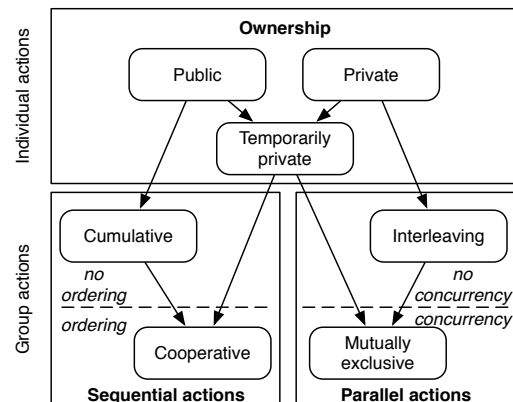 Individual actions
Ownership
Public
Private
Temporarily
private
Group actions
Cumulative
no
ordering
ordering
Cooperative
Sequential actions
Interleaving
no
concurrency
concurrency
Mutually
exclusive
Parallel actions